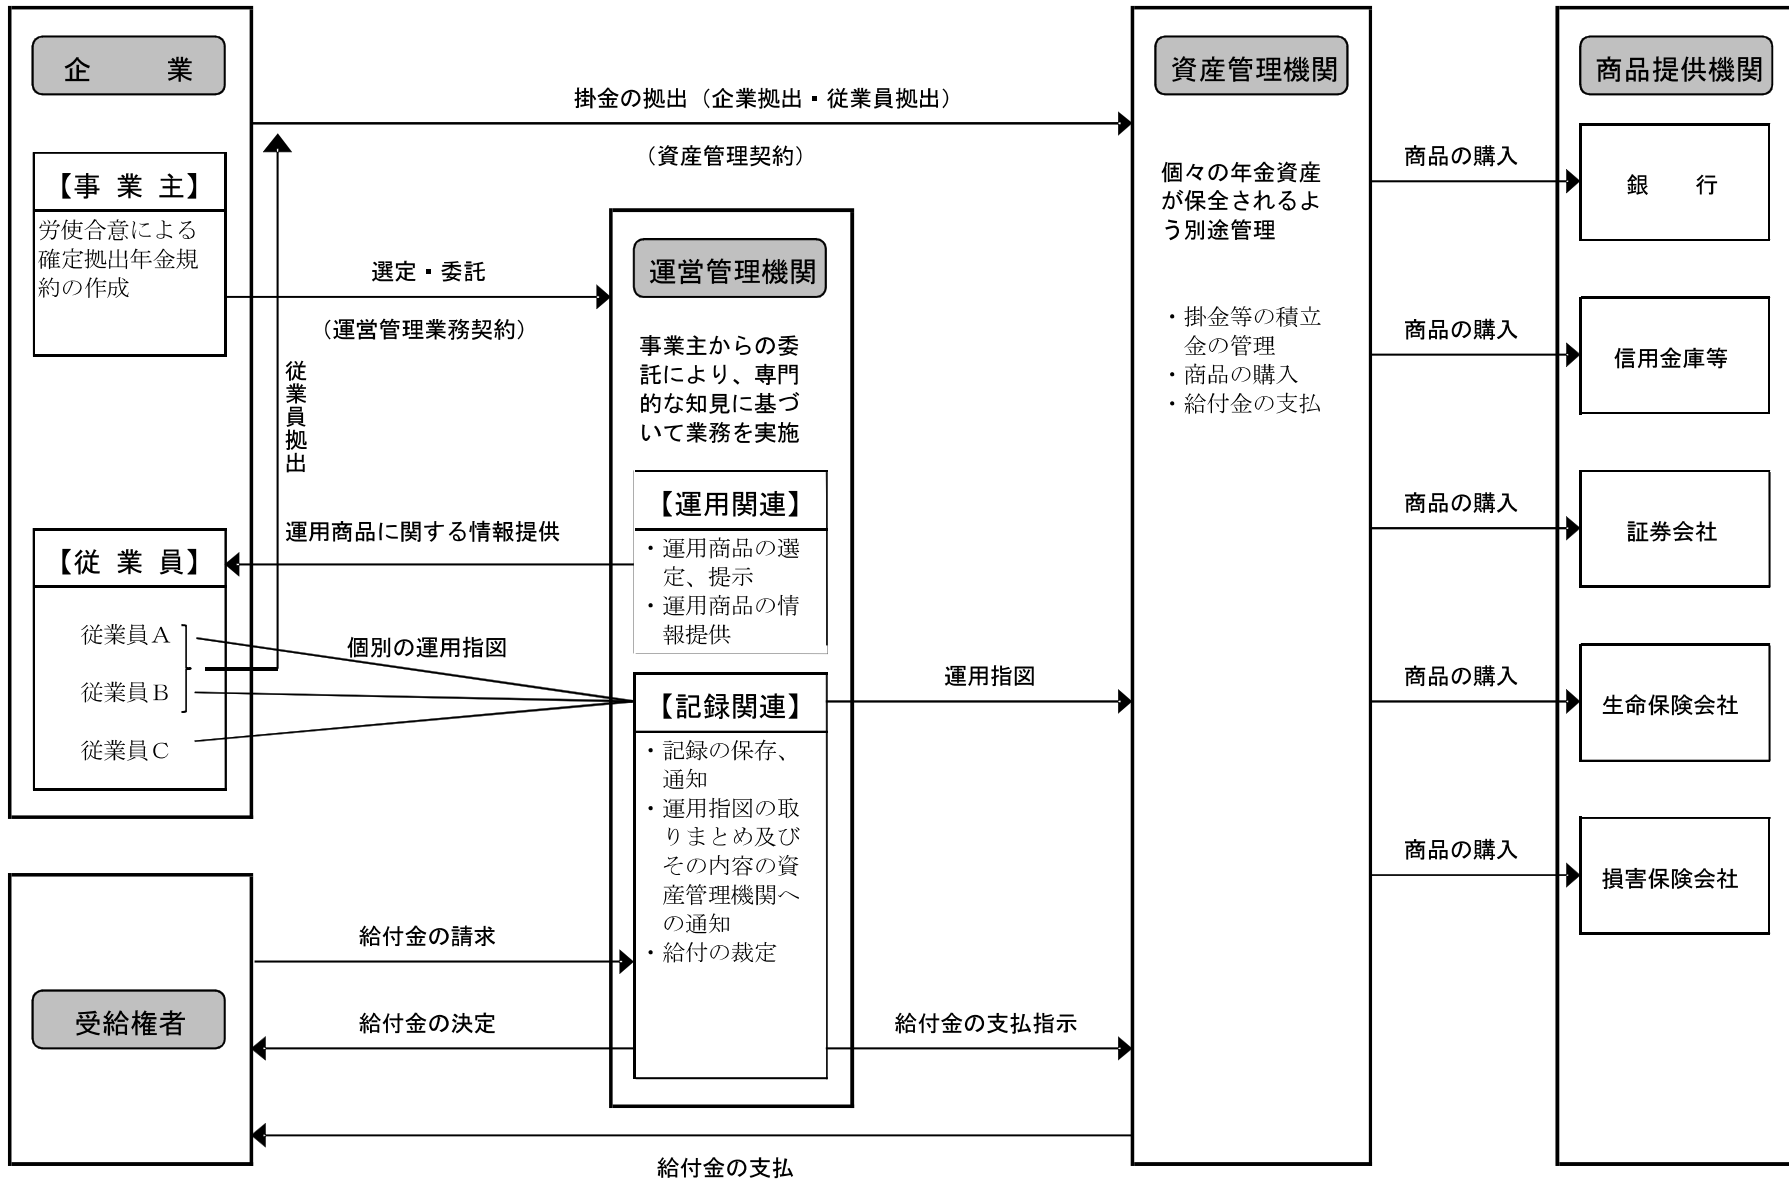 企　　業
【事 業 主】
労使合意による
確定拠出年金規
約の作成
【従 業 員】
従業員A
従業員B
従業員C
掛金の拠出（企業拠出・従業員拠出）
（資産管理契約）
選定・委託
（運営管理業務契約）
従業員拠出
運用商品に関する情報提供
個別の運用指図
運営管理機関
事業主からの委
託により、専門
的な知見に基づ
いて業務を実施
【運用関連】
・運用商品の選
定、提示
・運用商品の情
報提供
【記録関連】
・記録の保存、
通知
・運用指図の取
りまとめ及び
その内容の資
産管理機関へ
の通知
・給付の裁定
運用指図
資産管理機関
個々の年金資産
が保全されるよ
う別途管理
・掛金等の積立
金の管理
・商品の購入
・給付金の支払
商品の購入
商品の購入
商品の購入
商品の購入
商品の購入
商品提供機関
銀　　行
信用金庫等
証券会社
生命保険会社
損害保険会社
受給権者
給付金の請求
給付金の決定
給付金の支払指示
給付金の支払